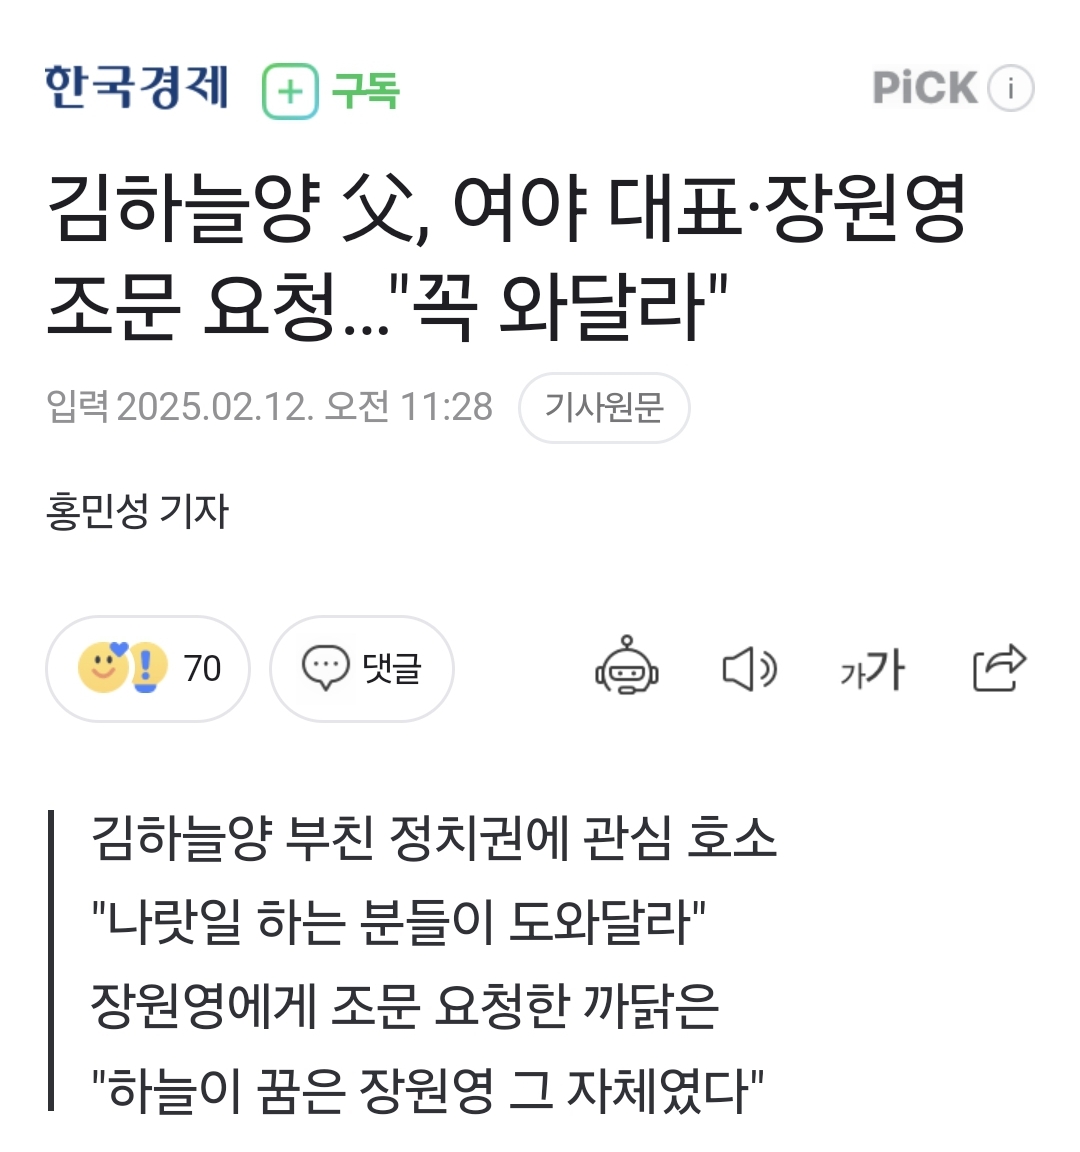 한국경제 + 구독 PiCK i
김하늘양 父, 여야 대표·장원영
조문 요청…"꼭 와달라"
입력 2025.02.12. 오전 11:28 기사원문
홍민성 기자
70 댓글 가가
김하늘양 부친 정치권에 관심 호소
"나랏일 하는 분들이 도와달라"
장원영에게 조문 요청한 까닭은
"하늘이 꿈은 장원영 그 자체였다"